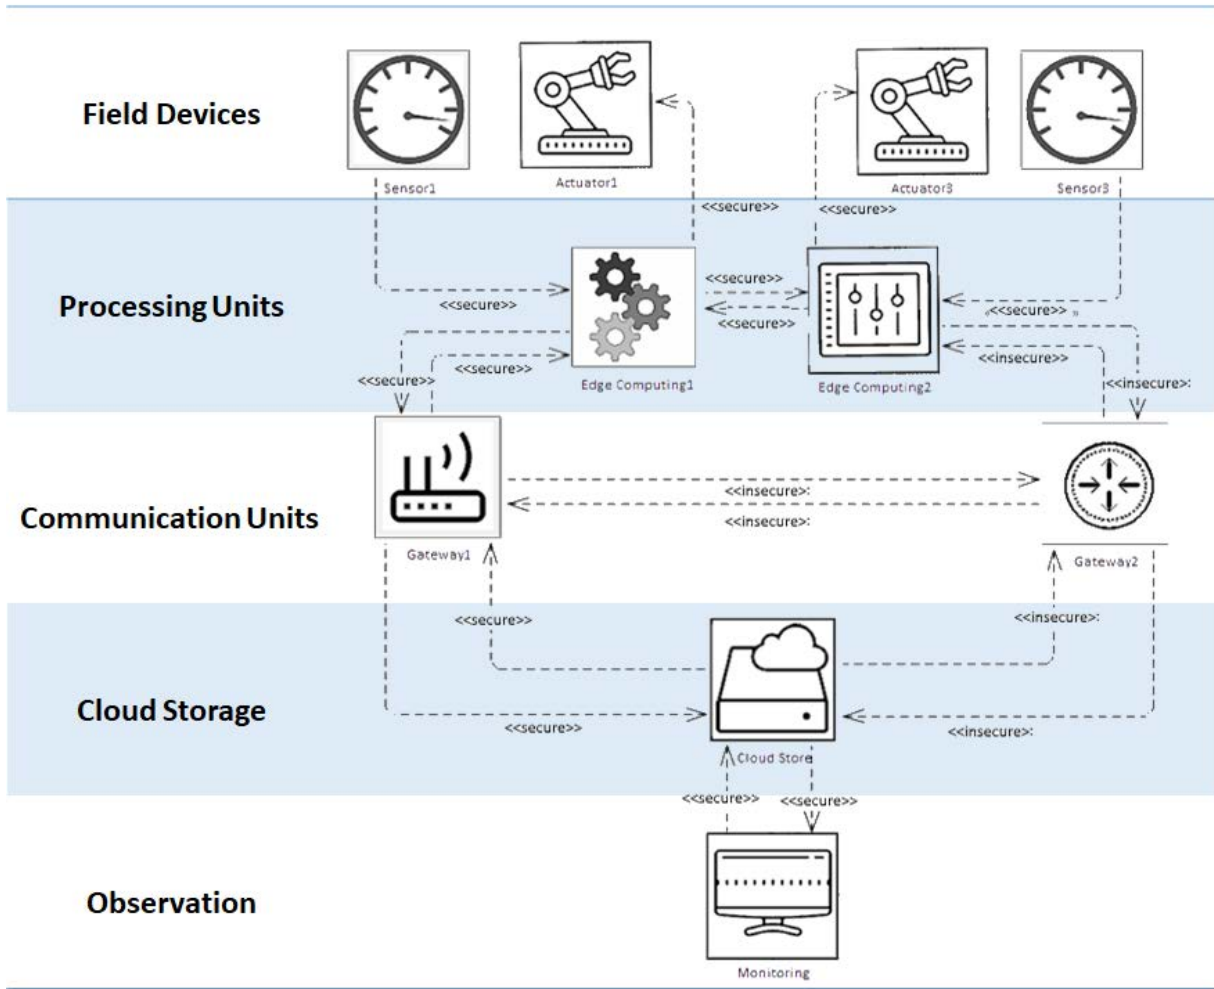 Field Devices
Sensor1
Actuator1
Actuator3
Sensor3
<<secure>>
<<secure>>
Processing Units
<<secure>>
<<secure>>
<<secure>>
<<secure>>
<<secure>>
<<secure>>
<<insecure>>
<<insecure>:
Edge Computing1
Edge Computing2
Communication Units
<<insecure>:
<<insecure>:
Gateway1
Gateway2
<<secure>>
<<insecure>:
Cloud Storage
<<secure>>
<<insecure>:
Cloud Store
<<secure>>
<<secure>>
Observation
Monitoring